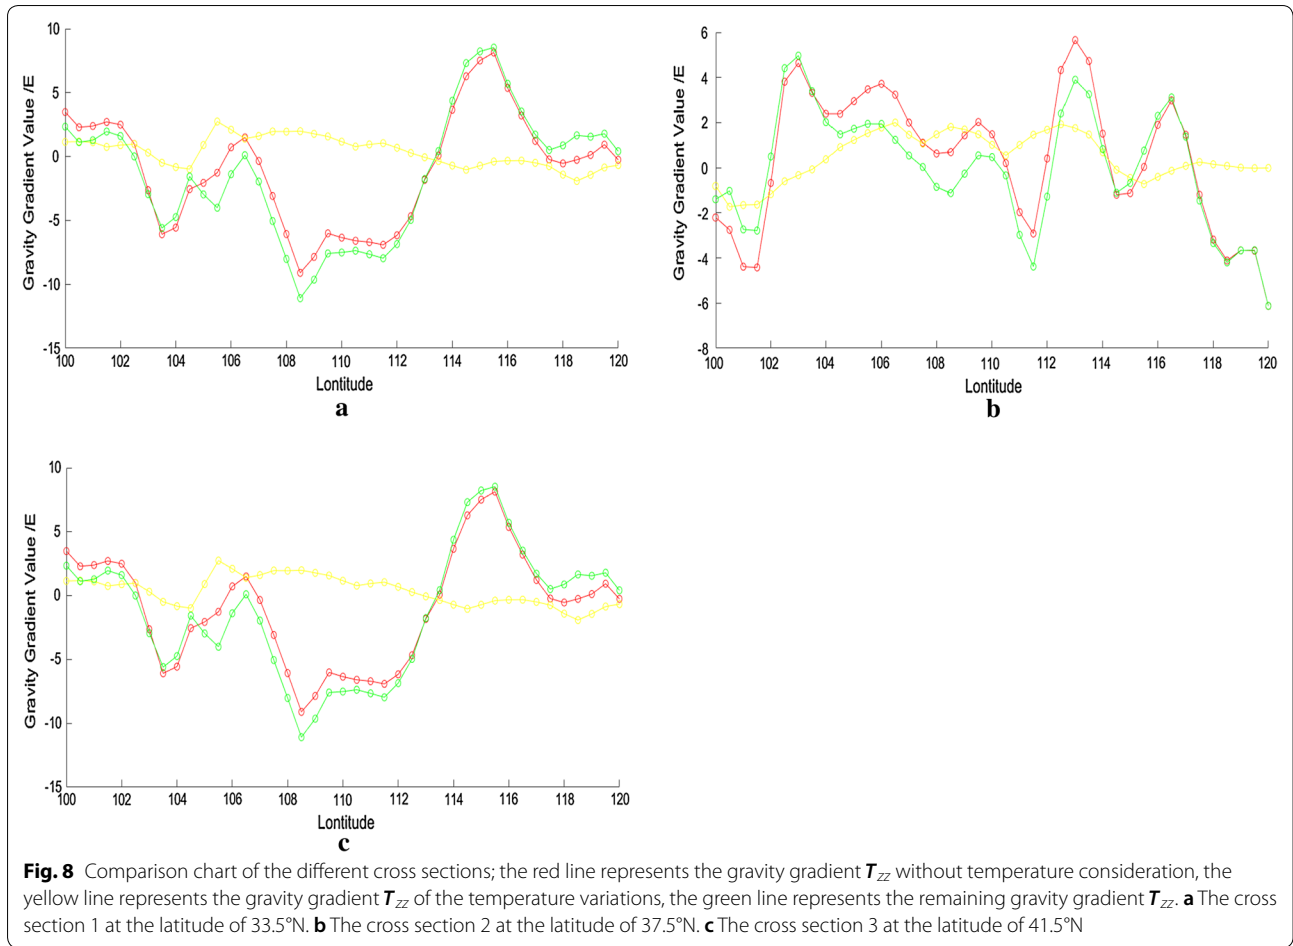 10
5
0
-5
-10
-15
Gravity Gradient Value /E
100 102 104 106 108 110 112 114 116 118 120
Lontitude
a
6
4
2
0
-2
-4
-6
-8
Gravity Gradient Value /E
100 102 104 106 108 110 112 114 116 118 120
Lontitude
b
10
5
0
-5
-10
-15
Gravity Gradient Value /E
100 102 104 106 108 110 112 114 116 118 120
Lontitude
c
Fig. 8 Comparison chart of the different cross sections; the red line represents the gravity gradient Tzz without temperature consideration, the
yellow line represents the gravity gradient Tzz of the temperature variations, the green line represents the remaining gravity gradient Tzz. a The cross
section 1 at the latitude of 33.5°N. b The cross section 2 at the latitude of 37.5°N. c The cross section 3 at the latitude of 41.5°N